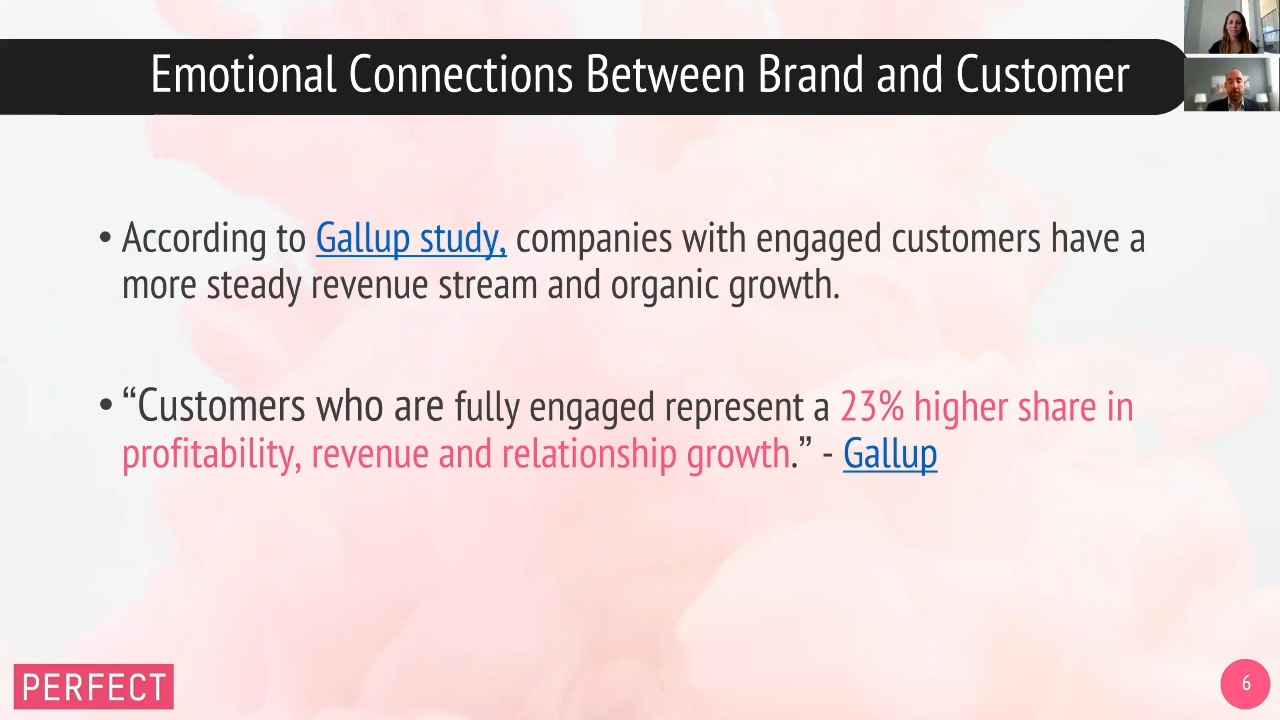 Emotional Connections Between Brand and Customer
• According to Gallup study, companies with engaged customers have a
more steady revenue stream and organic growth.
• “Customers who are fully engaged represent a 23% higher share in
profitability, revenue and relationship growth.” - Gallup
PERFECT
6